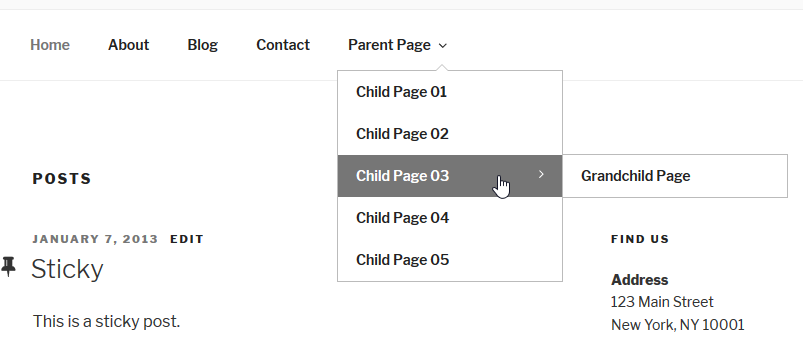 Home About Blog Contact Parent Page
Child Page 01
Child Page 02
Child Page 03
Grandchild Page
Child Page 04
Child Page 05
POSTS
JANUARY 7, 2013 EDIT
Sticky
This is a sticky post.
FIND US
Address
123 Main Street
New York, NY 10001